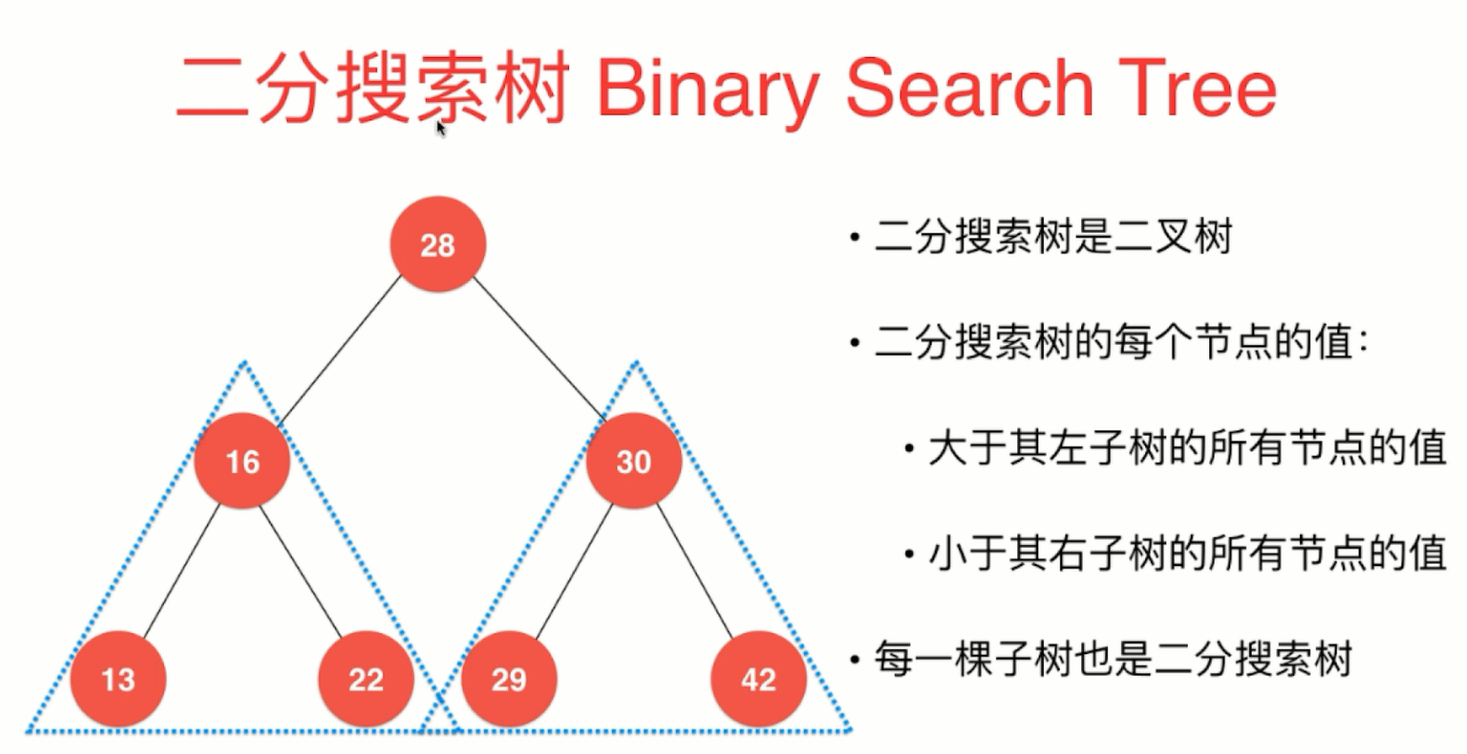 二分搜索树 Binary Search Tree
28
16
30
13
22
29
42
• 二分搜索树是二叉树
• 二分搜索树的每个节点的值：
• 大于其左子树的所有节点的值
• 小于其右子树的所有节点的值
• 每一棵子树也是二分搜索树